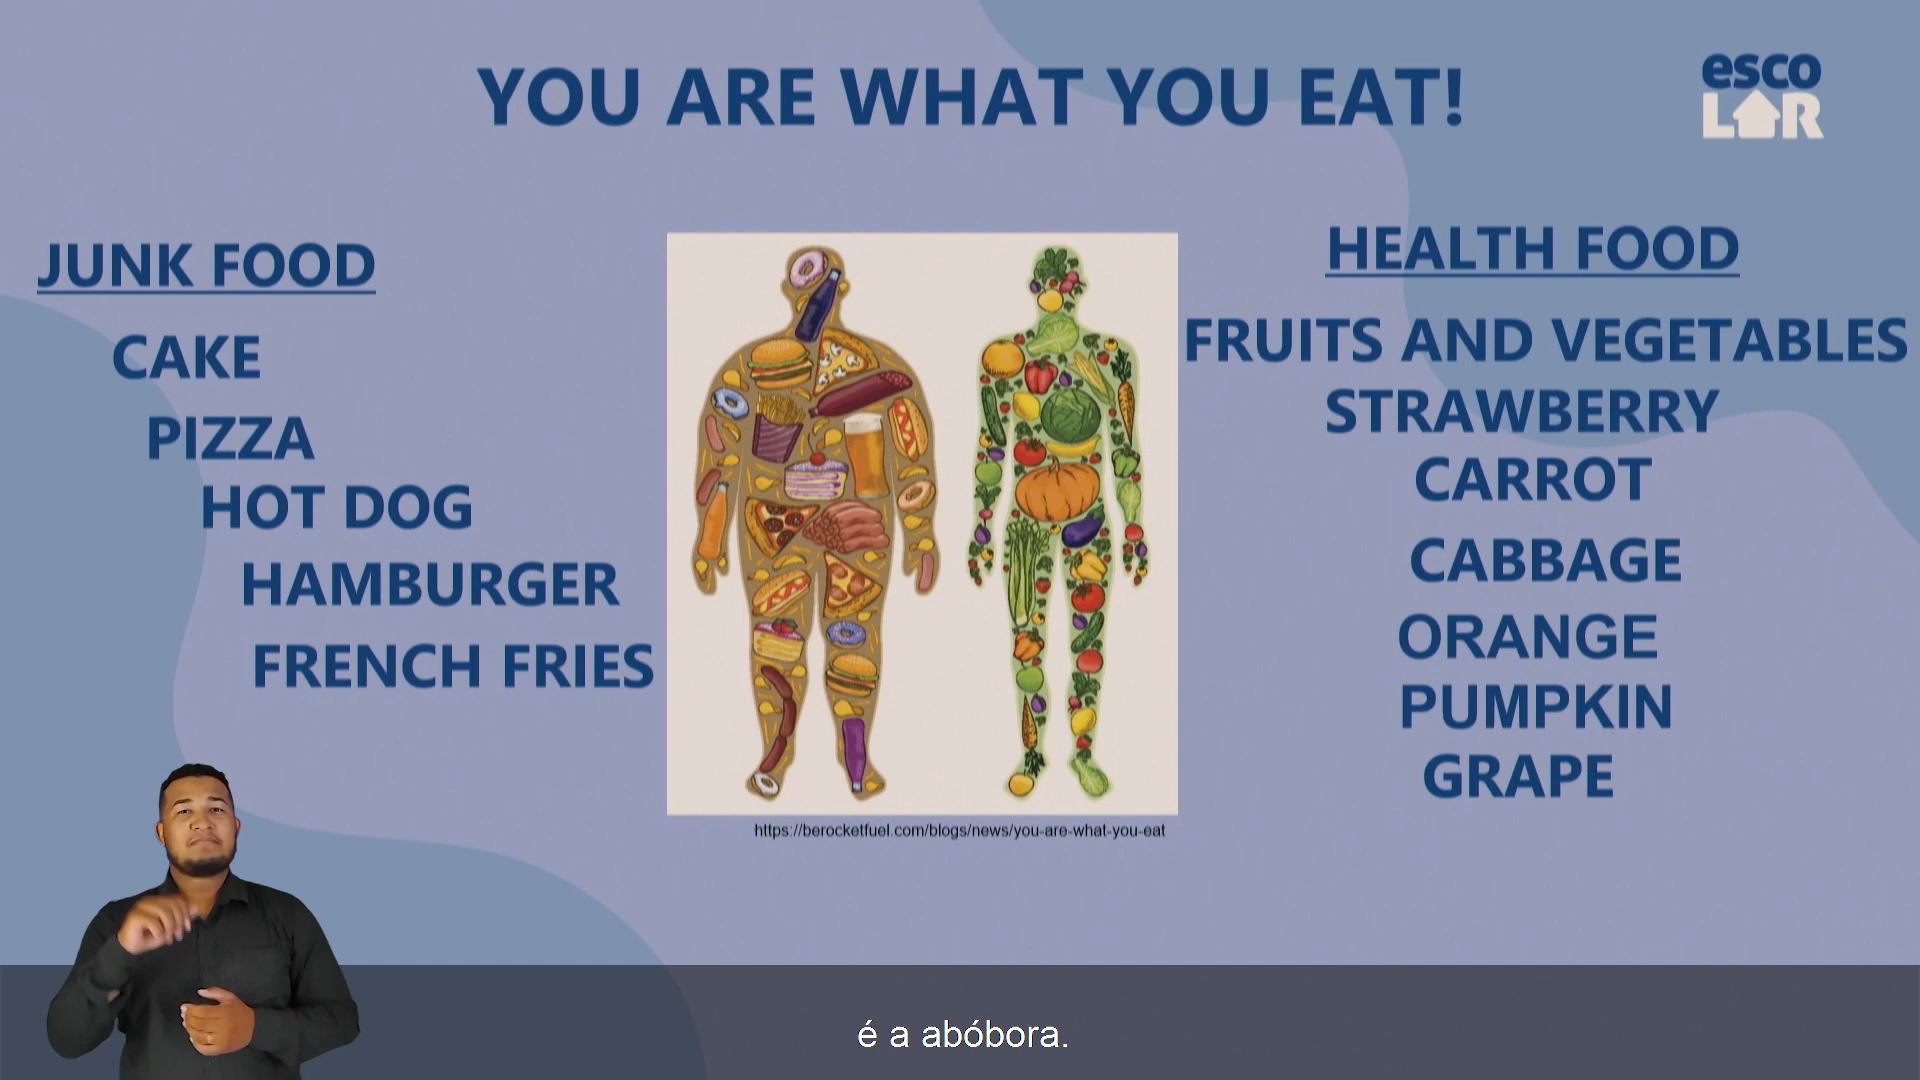 YOU ARE WHAT YOU EAT!
esco
LAR
JUNK FOOD
CAKE
PIZZA
HOT DOG
HAMBURGER
FRENCH FRIES
HEALTH FOOD
FRUITS AND VEGETABLES
STRAWBERRY
CARROT
CABBAGE
ORANGE
PUMPKIN
GRAPE
https://berocketfuel.com/blogs/news/you-are-what-you-eat
é a abóbora.